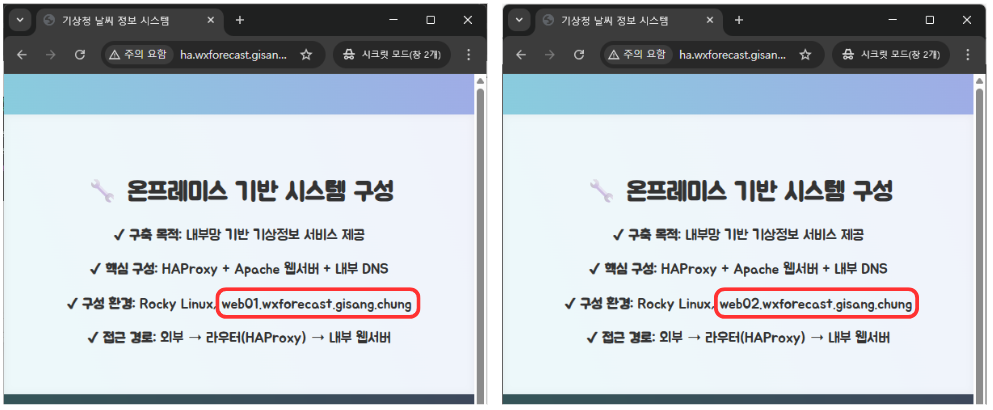 기상청 날씨 정보 시스템
주의 요함
ha.wxforecast.gisan...
시크릿 모드(창 2개)
온프레미스 기반 시스템 구성
✓ 구축 목적: 내부망 기반 기상정보 서비스 제공
✓ 핵심 구성: HAProxy + Apache 웹서버 + 내부 DNS
✓ 구성 환경: Rocky Linux, web01.wxforecast.gisang.chung
✓ 접근 경로: 외부 → 라우터(HAProxy) → 내부 웹서버
기상청 날씨 정보 시스템
주의 요함
ha.wxforecast.gisan...
시크릿 모드(창 2개)
온프레미스 기반 시스템 구성
✓ 구축 목적: 내부망 기반 기상정보 서비스 제공
✓ 핵심 구성: HAProxy + Apache 웹서버 + 내부 DNS
✓ 구성 환경: Rocky Linux, web02.wxforecast.gisang.chung
✓ 접근 경로: 외부 → 라우터(HAProxy) → 내부 웹서버